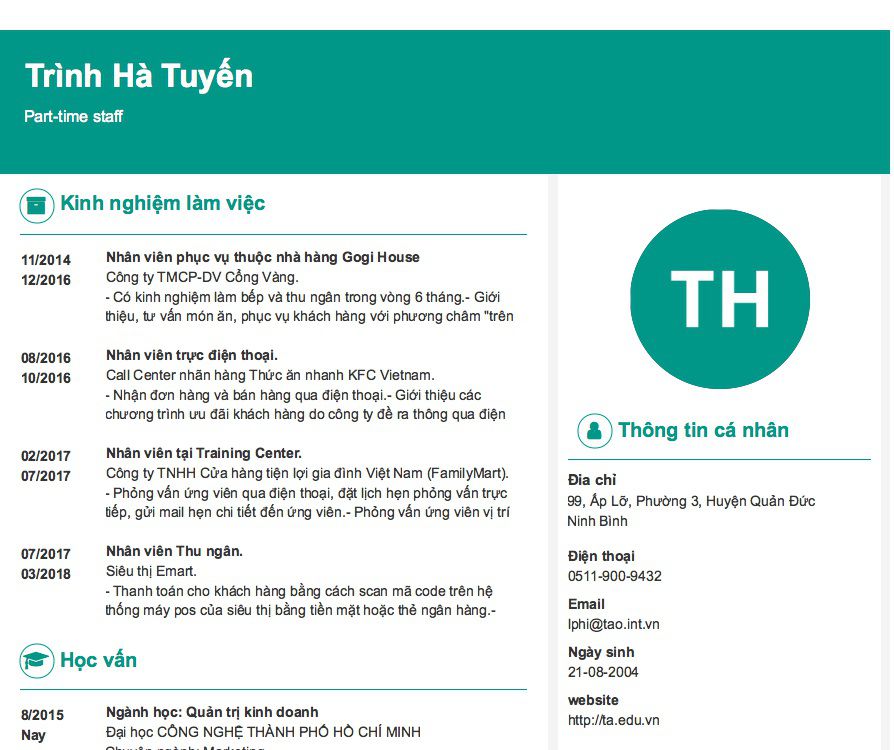 Trình Hà Tuyến
Part-time staff
Kinh nghiệm làm việc
11/2014
12/2016
Nhân viên phục vụ thuộc nhà hàng Gogi House
Công ty TMCP-DV Cổng Vàng.
- Có kinh nghiệm làm bếp và thu ngân trong vòng 6 tháng.- Giới
thiệu, tư vấn món ăn, phục vụ khách hàng với phương châm "trên
08/2016
10/2016
Nhân viên trực điện thoại.
Call Center nhãn hàng Thức ăn nhanh KFC Vietnam.
- Nhận đơn hàng và bán hàng qua điện thoại.- Giới thiệu các
chương trình ưu đãi khách hàng do công ty đề ra thông qua điện
02/2017
07/2017
Nhân viên tại Training Center.
Công ty TNHH Cửa hàng tiện lợi gia đình Việt Nam (FamilyMart).
- Phỏng vấn ứng viên qua điện thoại, đặt lịch hẹn phỏng vấn trực
tiếp, gửi mail hẹn chi tiết đến ứng viên.- Phỏng vấn ứng viên vị trí
07/2017
03/2018
Nhân viên Thu ngân.
Siêu thị Emart.
- Thanh toán cho khách hàng bằng cách scan mã code trên hệ
thống máy pos của siêu thị bằng tiền mặt hoặc thẻ ngân hàng.-
Học vấn
8/2015
Nay
Ngành học: Quản trị kinh doanh
Đại học CÔNG NGHỆ THÀNH PHỐ HỒ CHÍ MINH
Chuyên ngành: Marketing
TH
Thông tin cá nhân
Đia chỉ
99, Ấp Lỡ, Phường 3, Huyện Quản Đức
Ninh Bình
Điện thoại
0511-900-9432
Email
lphi@tao.int.vn
Ngày sinh
21-08-2004
website
http://ta.edu.vn